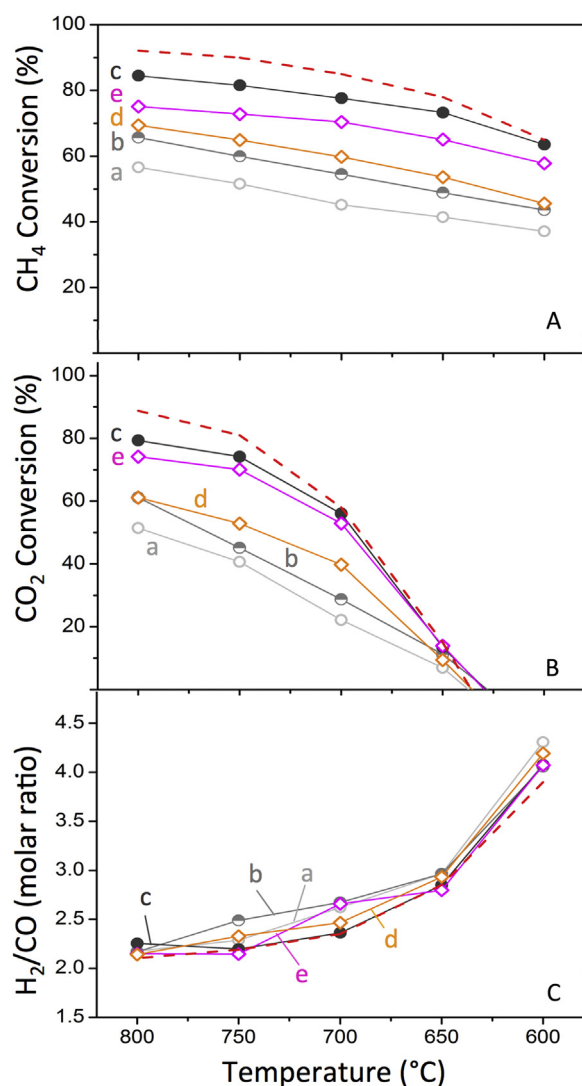 100
80
60
40
20
CH₄ Conversion (%)
c
e
d
b
a
A
100
80
60
40
20
CO₂ Conversion (%)
c
e
d
b
a
B
4.5
4.0
3.5
3.0
2.5
2.0
1.5
H₂/CO (molar ratio)
c
b
a
e
d
C
800 750 700 650 600
Temperature (°C)